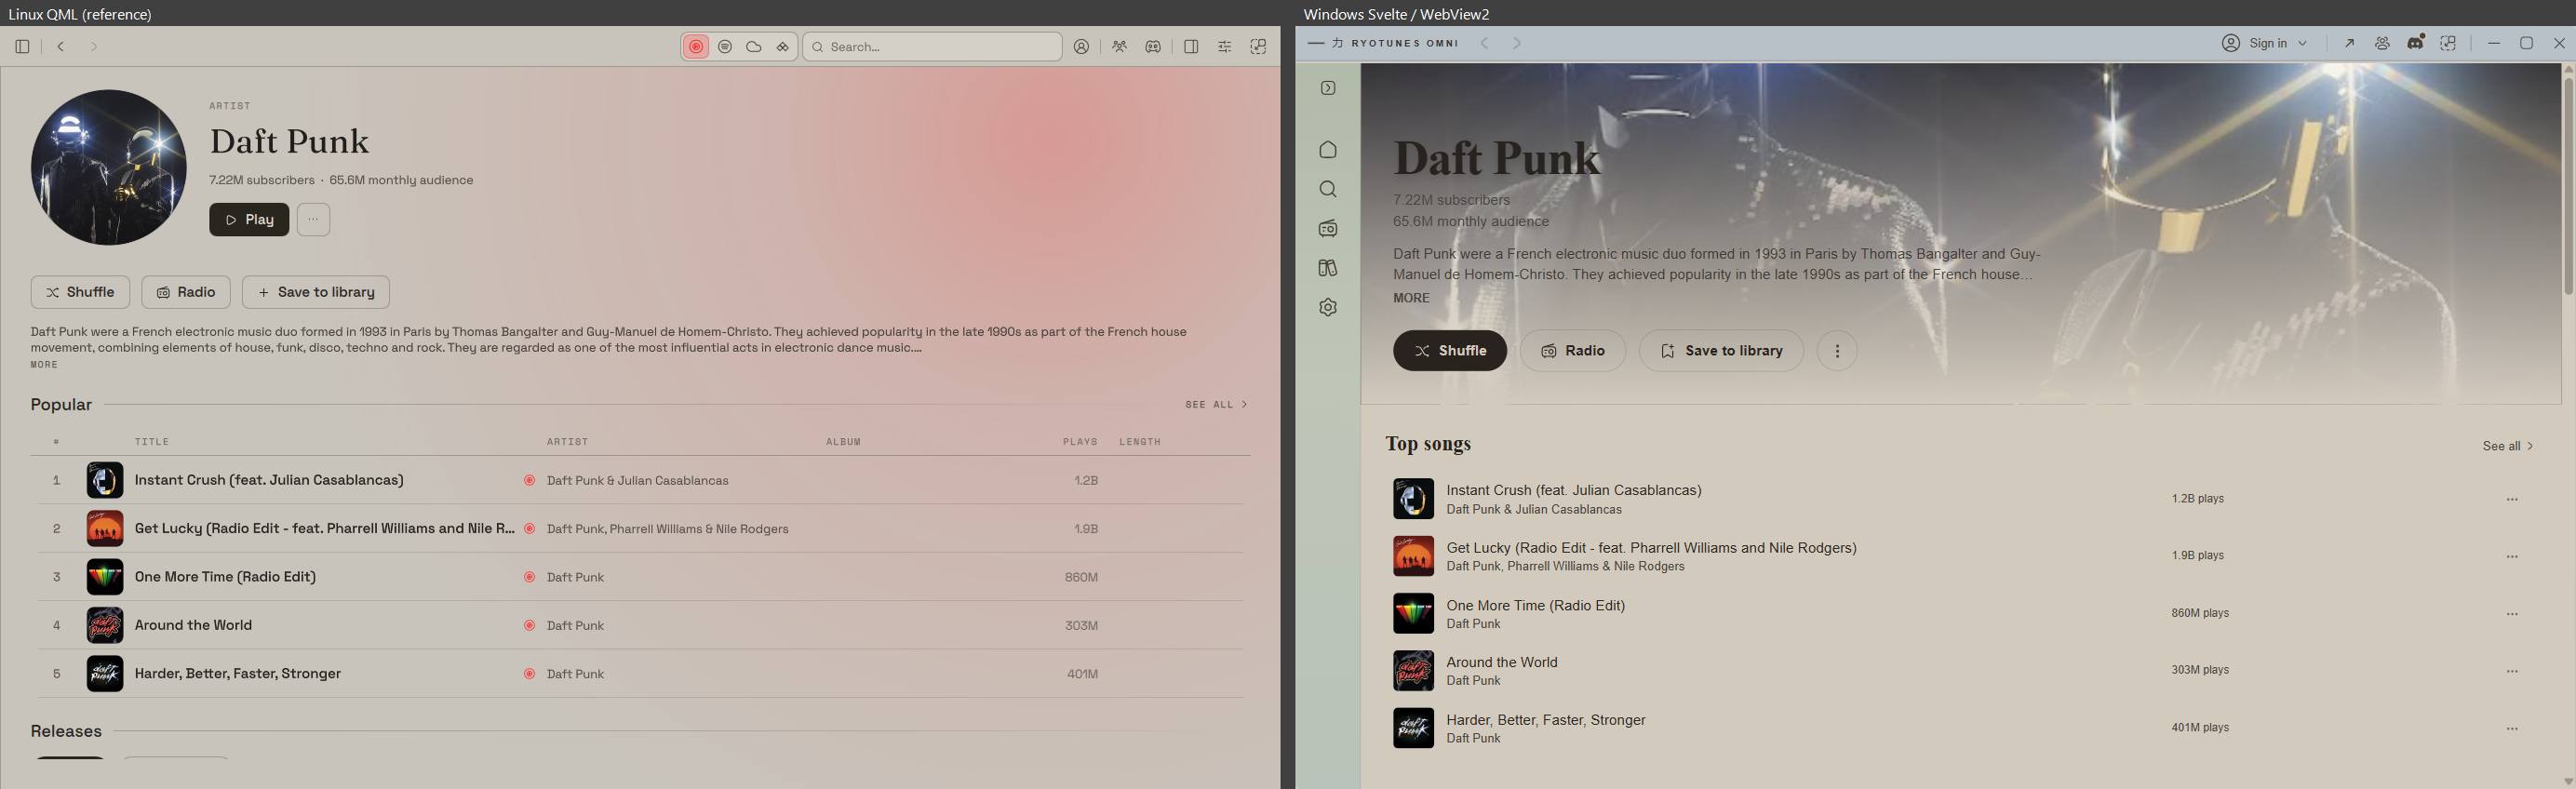 Linux QML (reference)
Search...
ARTIST
Daft Punk
7.22M subscribers · 65.6M monthly audience
Play
Shuffle
Radio
Save to library
Daft Punk were a French electronic music duo formed in 1993 in Paris by Thomas Bangalter and Guy-Manuel de Homem-Christo. They achieved popularity in the late 1990s as part of the French house
movement, combining elements of house, funk, disco, techno and rock. They are regarded as one of the most influential acts in electronic dance music....
MORE
Popular
SEE ALL
# TITLE ARTIST ALBUM PLAYS LENGTH
1 Instant Crush (feat. Julian Casablancas) Daft Punk & Julian Casablancas 1.2B
2 Get Lucky (Radio Edit - feat. Pharrell Williams and Nile R... Daft Punk, Pharrell Williams & Nile Rodgers 1.9B
3 One More Time (Radio Edit) Daft Punk 860M
4 Around the World Daft Punk 303M
5 Harder, Better, Faster, Stronger Daft Punk 401M
Releases
Windows Svelte / WebView2
力 RYOTUNES OMNI
Sign in
Daft Punk
7.22M subscribers
65.6M monthly audience
Daft Punk were a French electronic music duo formed in 1993 in Paris by Thomas Bangalter and Guy-
Manuel de Homem-Christo. They achieved popularity in the late 1990s as part of the French house...
MORE
Shuffle
Radio
Save to library
Top songs
See all
Instant Crush (feat. Julian Casablancas)
Daft Punk & Julian Casablancas
1.2B plays
Get Lucky (Radio Edit - feat. Pharrell Williams and Nile Rodgers)
Daft Punk, Pharrell Williams & Nile Rodgers
1.9B plays
One More Time (Radio Edit)
Daft Punk
860M plays
Around the World
Daft Punk
303M plays
Harder, Better, Faster, Stronger
Daft Punk
401M plays